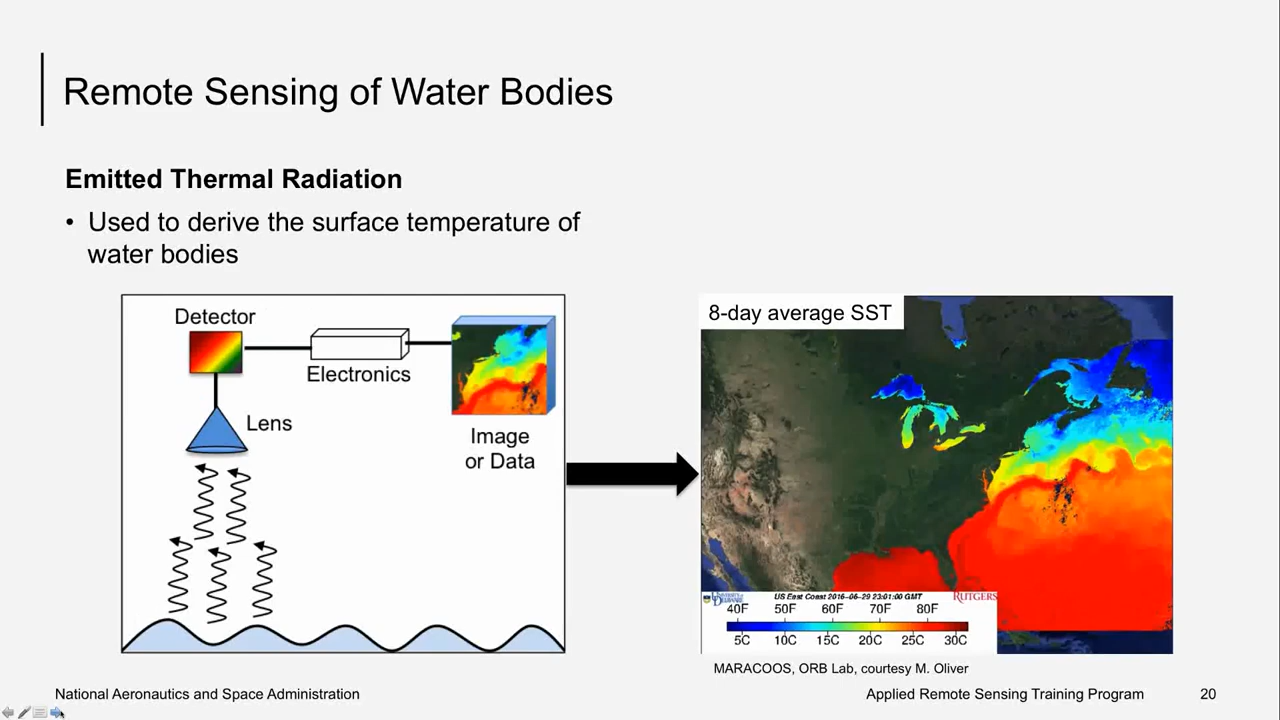 Remote Sensing of Water Bodies
Emitted Thermal Radiation
• Used to derive the surface temperature of
water bodies
Detector
Electronics
Lens
Image
or Data
8-day average SST
US East Coast 2016-06-29 23:01:00 GMT
RUTGERS
40F 50F 60F 70F 80F
5C 10C 15C 20C 25C 30C
MARACOOS, ORB Lab, courtesy M. Oliver
National Aeronautics and Space Administration
Applied Remote Sensing Training Program
20